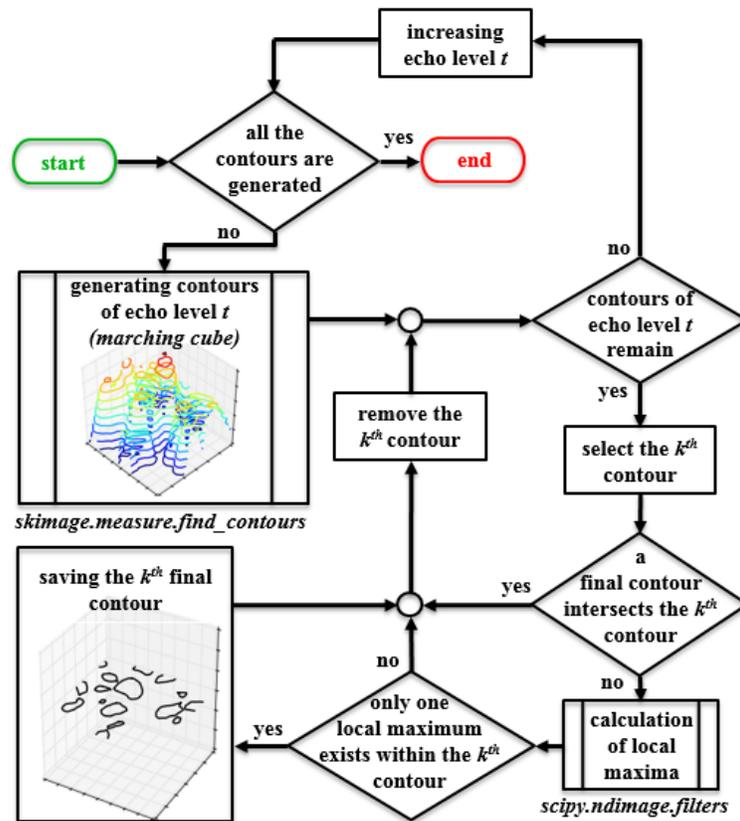 increasing
echo level t
all the
contours are
generated
yes
start
end
no
generating contours
of echo level t
(marching cube)
skimage.measure.find_contours
no
contours of
echo level t
remain
yes
remove the
kth contour
select the kth
contour
saving the kth final
contour
yes
a
final contour
intersects the kth
contour
no
no
only one
local maximum
exists within the kth
contour
yes
calculation
of local
maxima
scipy.ndimage.filters